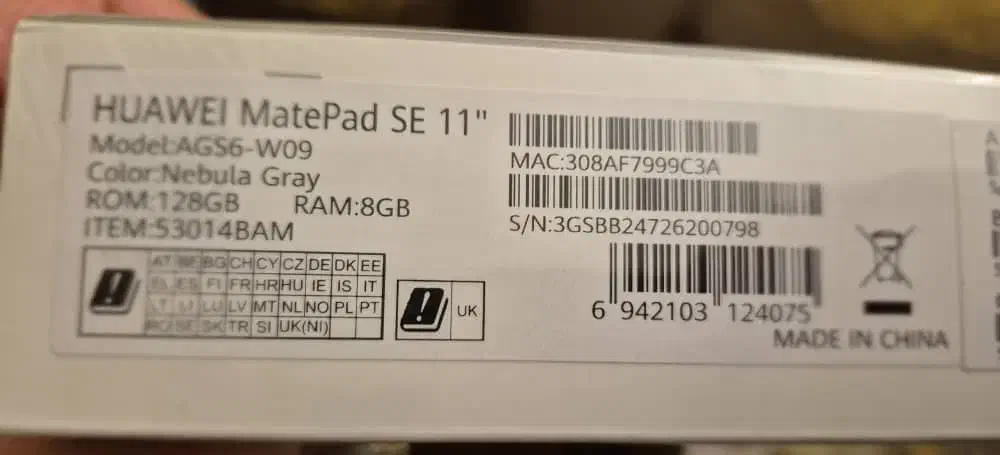 HUAWEI MatePad SE 11"
Model:AGS6-W09
Color:Nebula Gray
ROM:128GB RAM:8GB
ITEM:53014BAM
MAC:308AF7999C3A
S/N:3GSBB24726200798
AT BE BG CH CY CZ DE DK EE
EL ES FI FR HR HU IE IS IT
LT LI LU LV MT NL NO PL PT
RO SE SK TR SI UK(NI)
UK
6 942103 124075
MADE IN CHINA